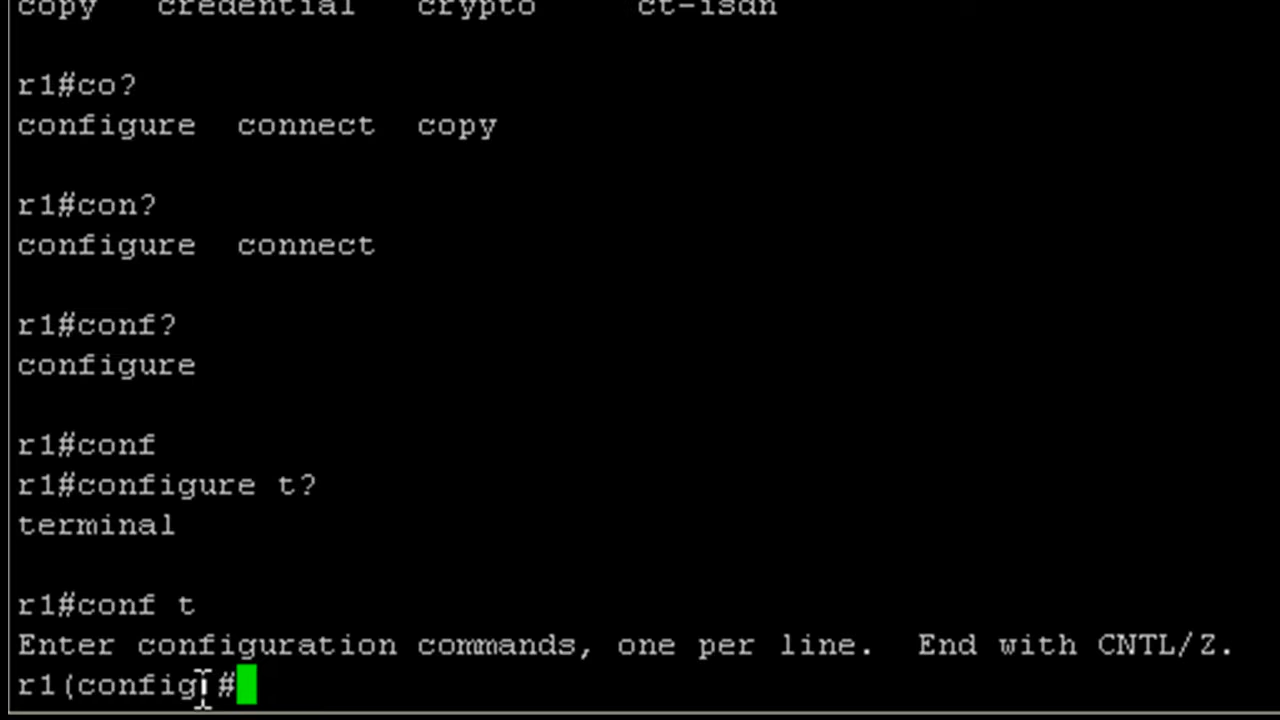 copy   credential   crypto     ct-isdn
r1#co?
configure  connect  copy
r1#con?
configure  connect
r1#conf?
configure
r1#conf
r1#configure t?
terminal
r1#conf t
Enter configuration commands, one per line.  End with CNTL/Z.
r1(config)#